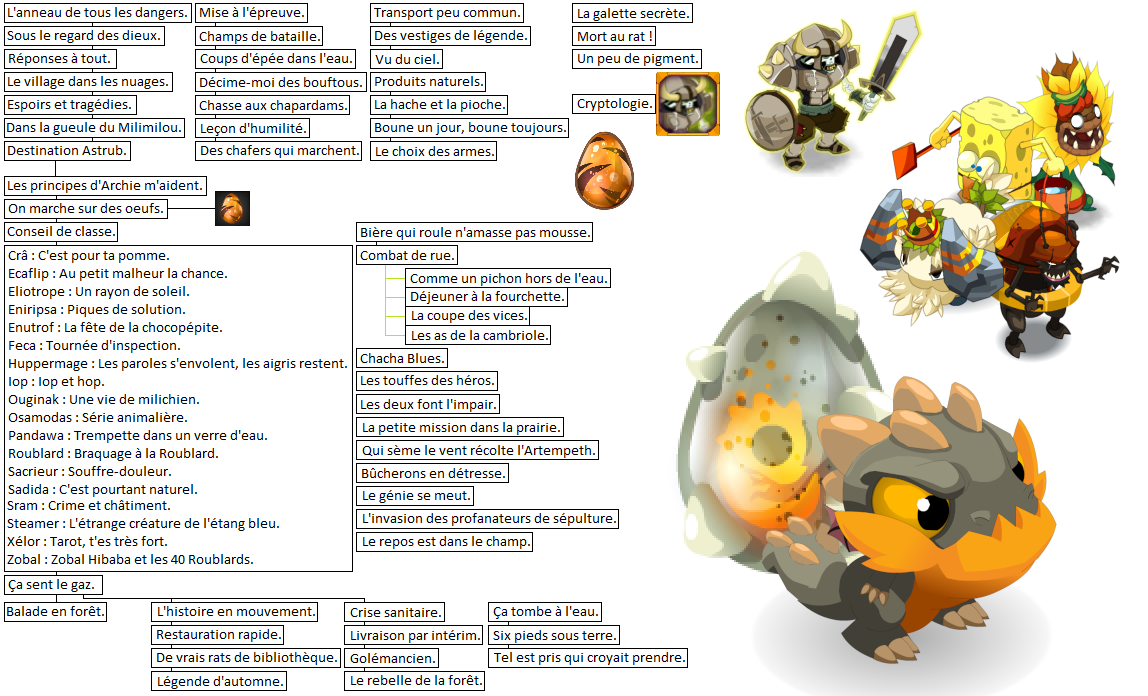 L'anneau de tous les dangers.
Sous le regard des dieux.
Réponses à tout.
Le village dans les nuages.
Espoirs et tragédies.
Dans la gueule du Milimilou.
Destination Astrub.
Mise à l'épreuve.
Champs de bataille.
Coups d'épée dans l'eau.
Décime-moi des bouftous.
Chasse aux chapardams.
Leçon d'humilité.
Des chafers qui marchent.
Transport peu commun.
Des vestiges de légende.
Vu du ciel.
Produits naturels.
La hache et la pioche.
Boune un jour, boune toujours.
Le choix des armes.
La galette secrète.
Mort au rat !
Un peu de pigment.
Cryptologie.
Les principes d'Archie m'aident.
On marche sur des oeufs.
Conseil de classe.
Crâ : C'est pour ta pomme.
Ecaflip : Au petit malheur la chance.
Eliotrope : Un rayon de soleil.
Eniripsa : Piques de solution.
Enutrof : La fête de la chocopépite.
Feca : Tournée d'inspection.
Huppermage : Les paroles s'envolent, les aigris restent.
Iop : Iop et hop.
Ouginak : Une vie de milichien.
Osamodas : Série animalière.
Pandawa : Trempette dans un verre d'eau.
Roublard : Braquage à la Roublard.
Sacrieur : Souffre-douleur.
Sadida : C'est pourtant naturel.
Sram : Crime et châtiment.
Steamer : L'étrange créature de l'étang bleu.
Xélor : Tarot, t'es très fort.
Zobal : Zobal Hibaba et les 40 Roublards.
Bière qui roule n'amasse pas mousse.
Combat de rue.
Comme un pichon hors de l'eau.
Déjeuner à la fourchette.
La coupe des vices.
Les as de la cambriole.
Chacha Blues.
Les touffes des héros.
Les deux font l'impair.
La petite mission dans la prairie.
Qui sème le vent récolte l'Artempeth.
Bûcherons en détresse.
Le génie se meut.
L'invasion des profanateurs de sépulture.
Le repos est dans le champ.
Ça sent le gaz.
Balade en forêt.
L'histoire en mouvement.
Restauration rapide.
De vrais rats de bibliothèque.
Légende d'automne.
Crise sanitaire.
Livraison par intérim.
Golémancien.
Le rebelle de la forêt.
Ça tombe à l'eau.
Six pieds sous terre.
Tel est pris qui croyait prendre.